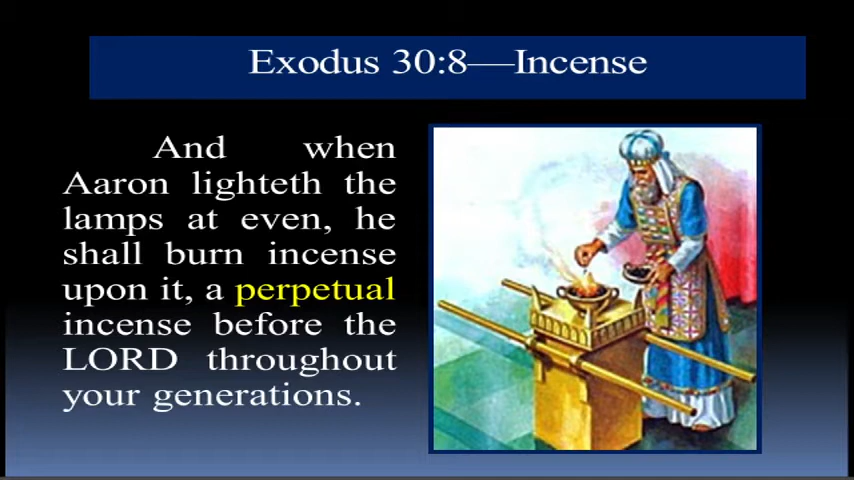 Exodus 30:8—Incense
And when
Aaron lighteth the
lamps at even, he
shall burn incense
upon it, a perpetual
incense before the
LORD throughout
your generations.